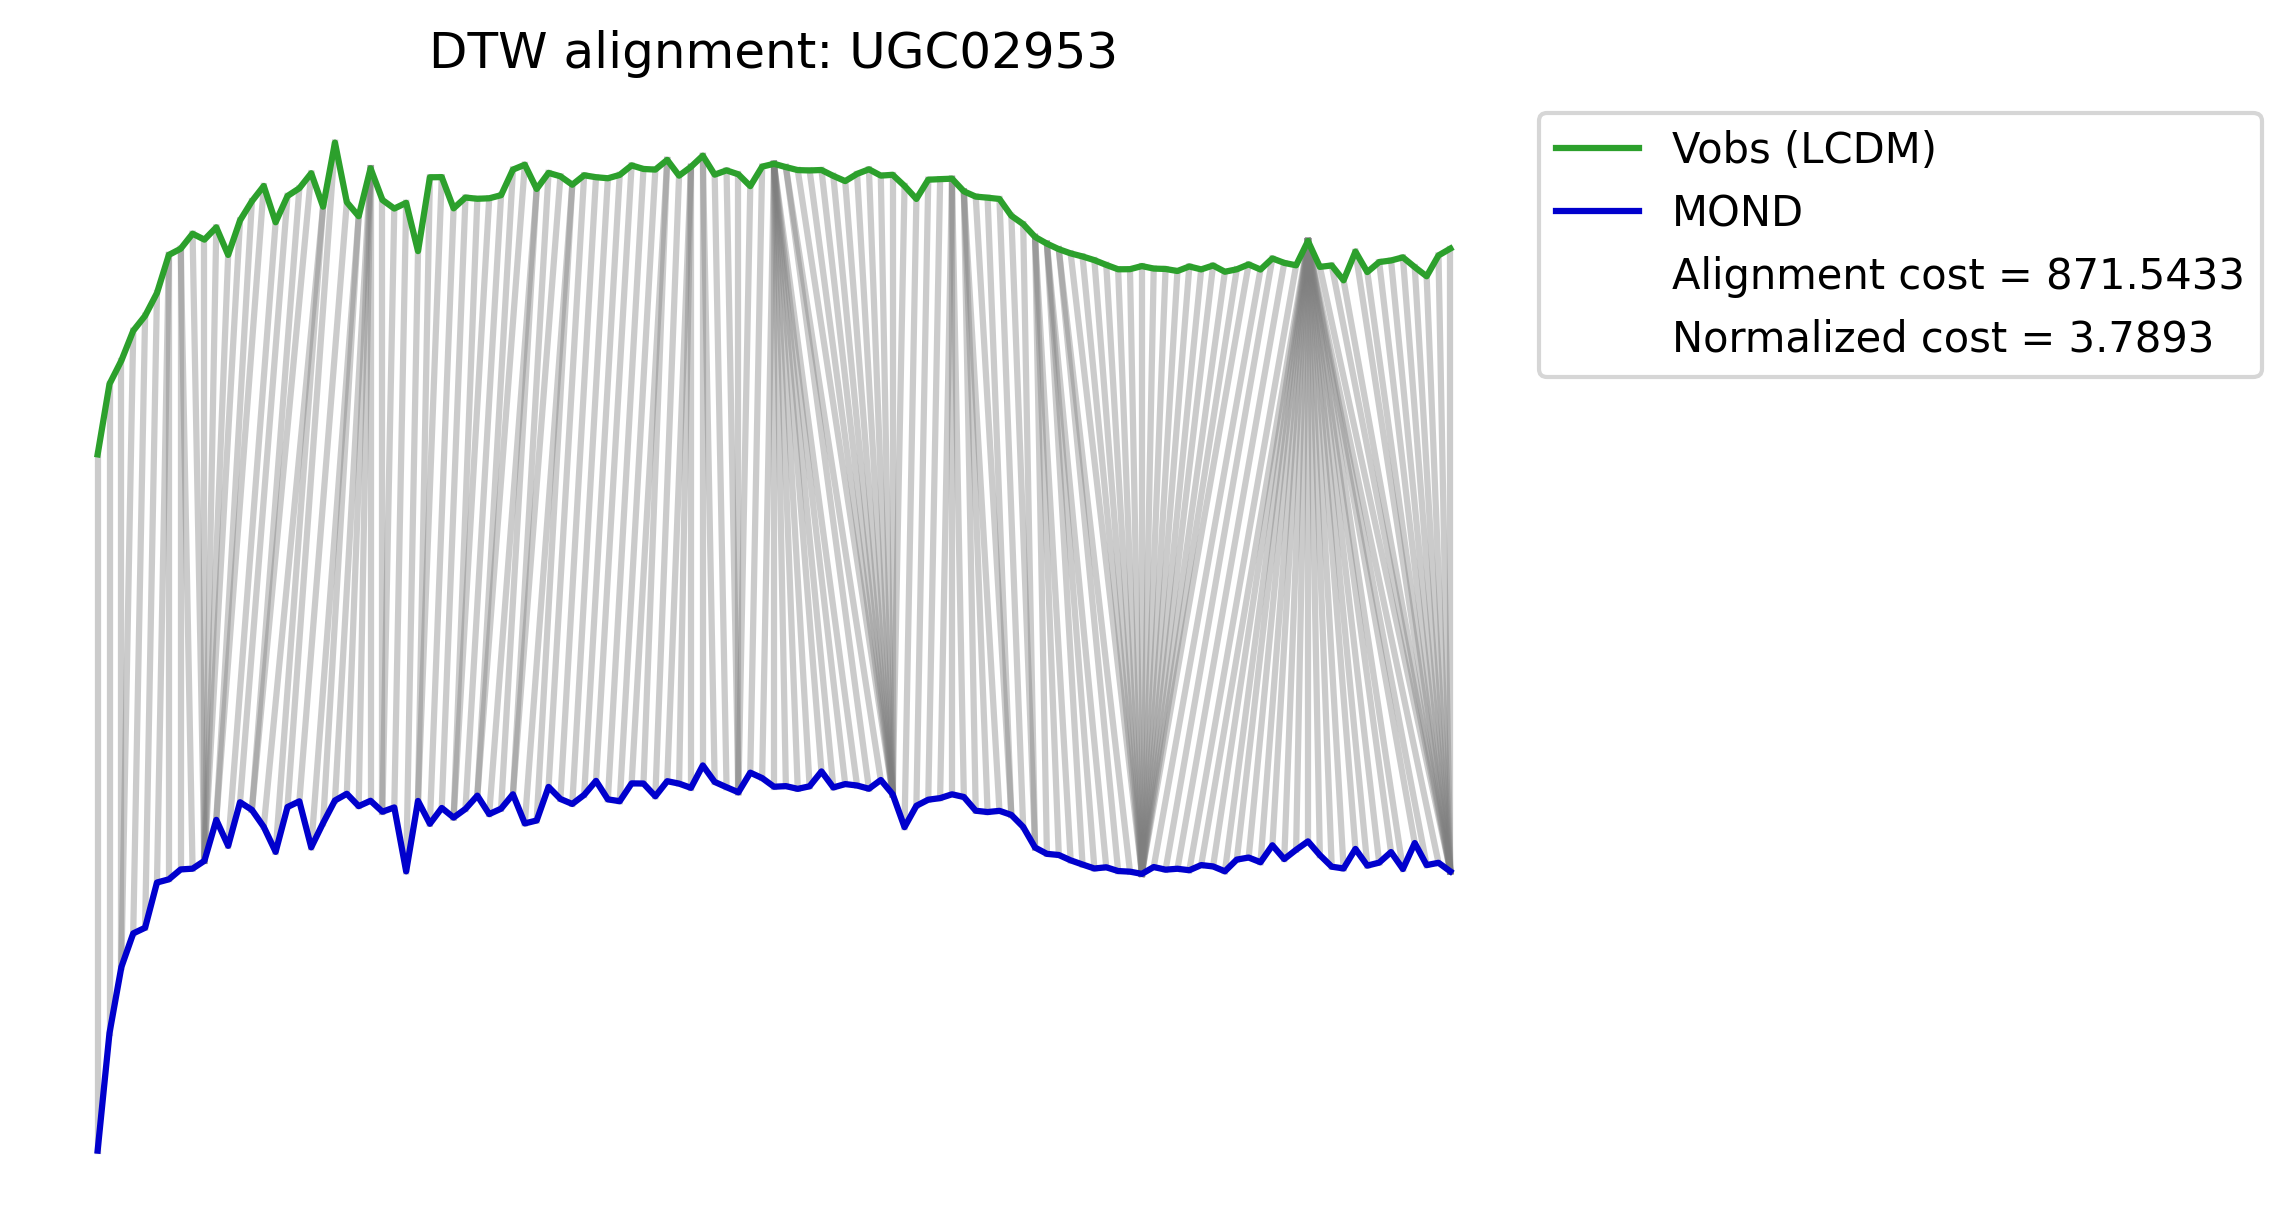 DTW alignment: UGC02953
Vobs (LCDM)
MOND
Alignment cost = 871.5433
Normalized cost = 3.7893